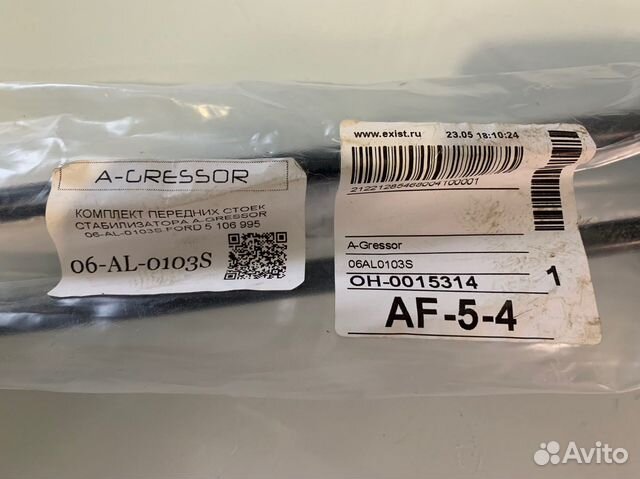 A-GRESSOR
КОМПЛЕКТ ПЕРЕДНИХ СТОЕК
СТАБИЛИЗАТОРА A-GRESSOR
06-AL-0103S FORD 5 106 995
06-AL-0103S
www.exist.ru 23.05 18:10:24
21221285468004100001
A-Gressor
06AL0103S
OH-0015314 1
AF-5-4
Avito